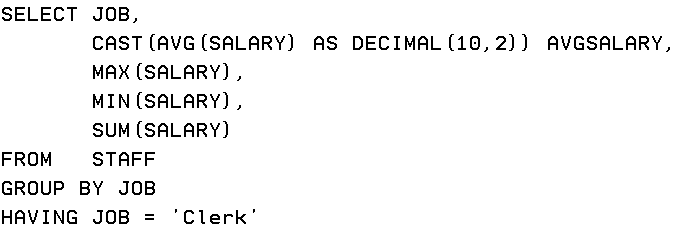 SELECT JOB,
       CAST(AVG(SALARY) AS DECIMAL(10,2)) AVGSALARY,
       MAX(SALARY),
       MIN(SALARY),
       SUM(SALARY)
FROM   STAFF
GROUP BY JOB
HAVING JOB = 'Clerk'